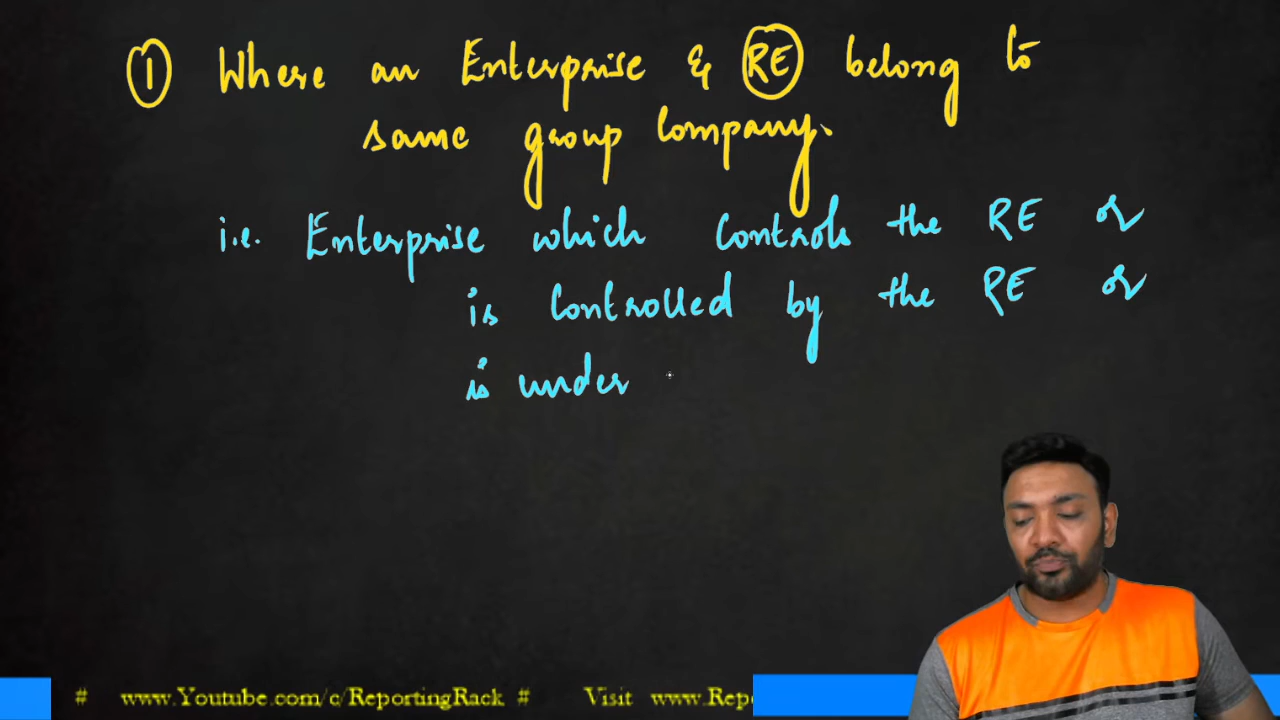 ① Where an Enterprise & RE belong to
same group Company.
i.e. Enterprise which Controls the RE or
is Controlled by the RE or
is under
# www.Youtube.com/c/ReportingRack # Visit www.Rep